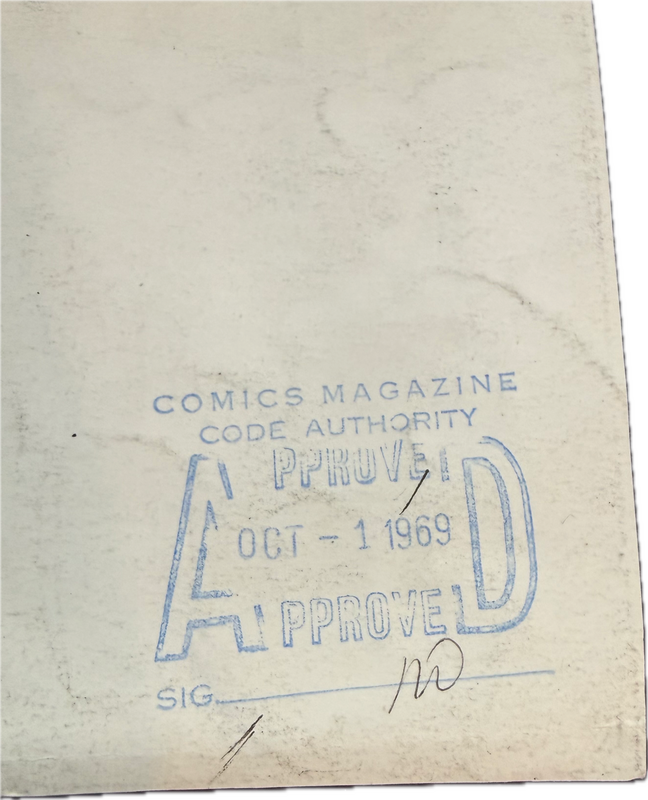 COMICS MAGAZINE
CODE AUTHORITY
APPROVED
OCT - 1 1969
APPROVED
SIG.